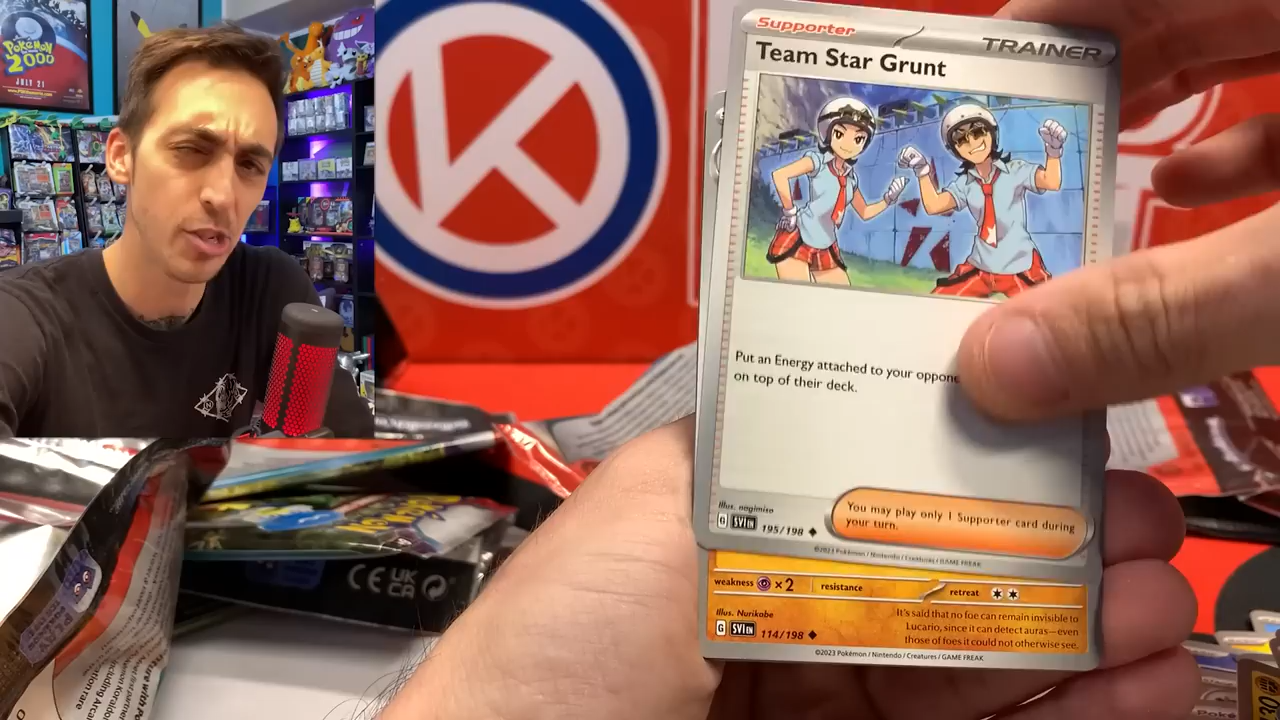 POKéMON
2000
JULY 21
Supporter
TRAINER
Team Star Grunt
Put an Energy attached to your
on top of their deck.
You may play only 1 Supporter card during
your turn.
Illus. nagimiso
G SVI EN 195/198
©2023 Pokémon / Nintendo / Creatures / GAME FREAK
weakness ×2 resistance retreat
Illus. Nurikabe
G SVI EN 114/198
It's said that no foe can remain invisible to
Lucario, since it can detect auras—even
those of foes it could not otherwise see.
©2023 Pokémon / Nintendo / Creatures / GAME FREAK
POKéMON
CE UK
CA